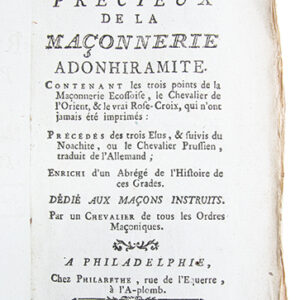 PRÉCIEUX
DE LA
MAÇONNERIE
ADONHIRAMITE.
CONTENANT les trois points de la
Maçonnerie Ecossoise, le Chevalier de
l'Orient, & le vrai Rose-Croix, qui n'ont
jamais été imprimés :
PRÉCÉDÉS des trois Elus, & suivis du
Noachite, ou le Chevalier Prussien,
traduit de l'Allemand ;
ENRICHI d'un Abrégé de l'Histoire de
ces Grades.
DÉDIÉ AUX MAÇONS INSTRUITS.
Par un CHEVALIER de tous les Ordres
Maçoniques.
A PHILADELPHIE,
Chez PHILARETHE, rue de l'Equerre,
à l'A-plomb.